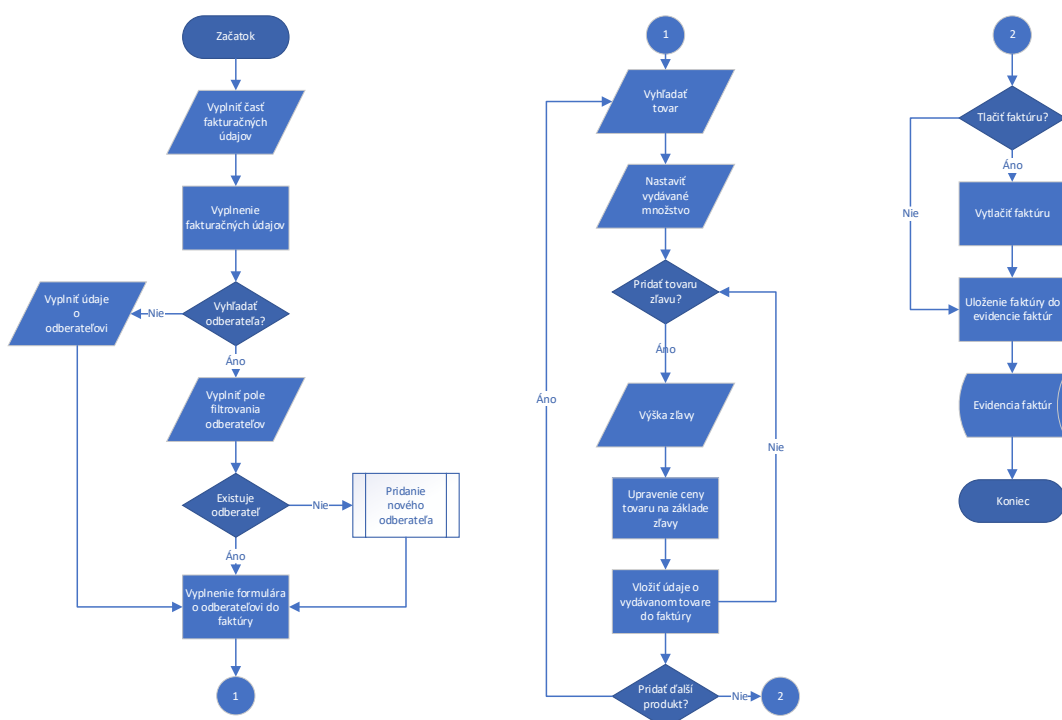 Začatok
Vyplniť časť
fakturačných
údajov
Vyplnenie
fakturačných údajov
Vyhľadať
odberateľa?
Nie
Vyplniť údaje
o
odberateľovi
Áno
Vyplniť pole
filtrovania
odberateľov
Existuje
odberateľ
Nie
Pridanie
nového
odberateľa
Áno
Vyplnenie formulára
o odberateľovi do
faktúry
1
1
Vyhľadať
tovar
Nastaviť
vydávané
množstvo
Pridať tovaru
zľavu?
Áno
Výška zľavy
Nie
Upravenie ceny
tovaru na základe
zľavy
Vložiť údaje o
vydávanom tovare
do faktúry
Pridať ďalší
produkt?
Áno
Nie
2
2
Tlačiť faktúru?
Áno
Nie
Vytlačiť faktúru
Uloženie faktúry do
evidencie faktúr
Evidencia faktúr
Koniec